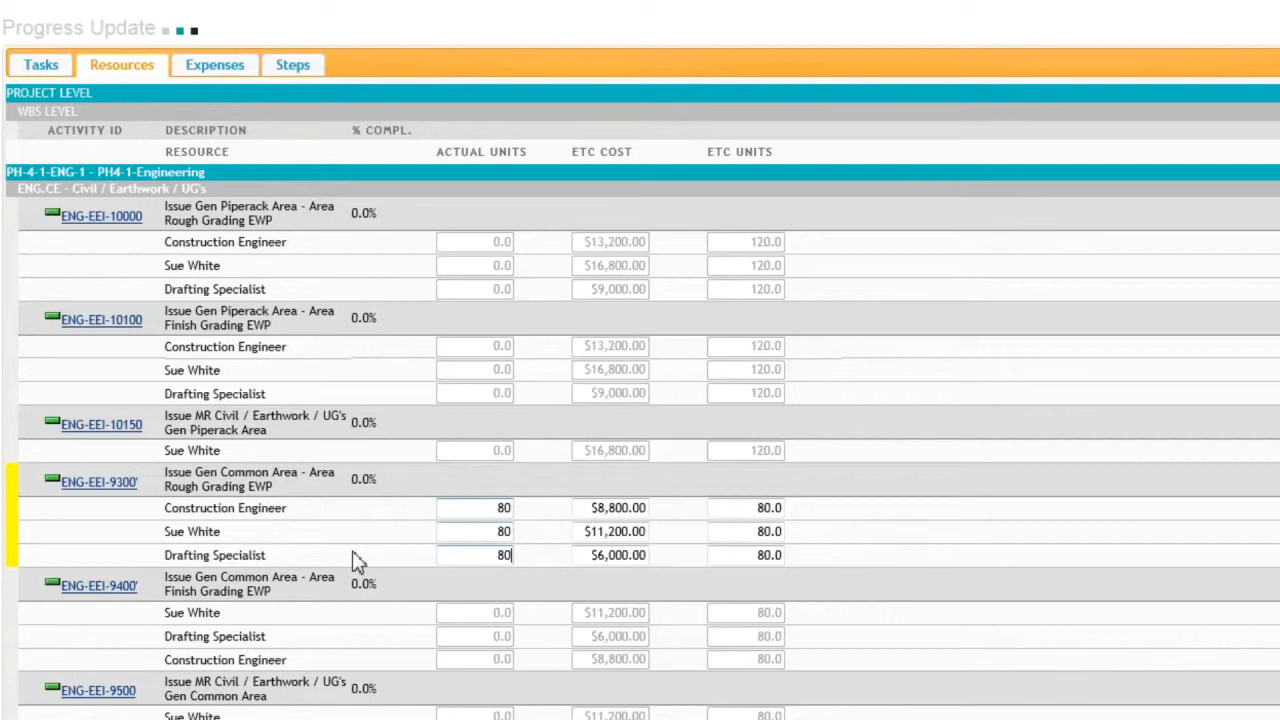 Progress Update
Tasks Resources Expenses Steps
PROJECT LEVEL
WBS LEVEL
ACTIVITY ID DESCRIPTION % COMPL.
RESOURCE ACTUAL UNITS ETC COST ETC UNITS
PH-4-1-ENG-1 - PH4-1-Engineering
ENG.CE - Civil / Earthwork / UG's
ENG-EEI-10000 Issue Gen Piperack Area - Area 0.0%
Rough Grading EWP
Construction Engineer 0.0 $13,200.00 120.0
Sue White 0.0 $16,800.00 120.0
Drafting Specialist 0.0 $9,000.00 120.0
ENG-EEI-10100 Issue Gen Piperack Area - Area 0.0%
Finish Grading EWP
Construction Engineer 0.0 $13,200.00 120.0
Sue White 0.0 $16,800.00 120.0
Drafting Specialist 0.0 $9,000.00 120.0
ENG-EEI-10150 Issue MR Civil / Earthwork / UG's 0.0%
Gen Piperack Area
Sue White 0.0 $16,800.00 120.0
ENG-EEI-9300' Issue Gen Common Area - Area 0.0%
Rough Grading EWP
Construction Engineer 80 $8,800.00 80.0
Sue White 80 $11,200.00 80.0
Drafting Specialist 80 $6,000.00 80.0
ENG-EEI-9400' Issue Gen Common Area - Area 0.0%
Finish Grading EWP
Sue White 0.0 $11,200.00 80.0
Drafting Specialist 0.0 $6,000.00 80.0
Construction Engineer 0.0 $8,800.00 80.0
ENG-EEI-9500 Issue MR Civil / Earthwork / UG's 0.0%
Gen Common Area
Sue White 0.0 $11,200.00 80.0